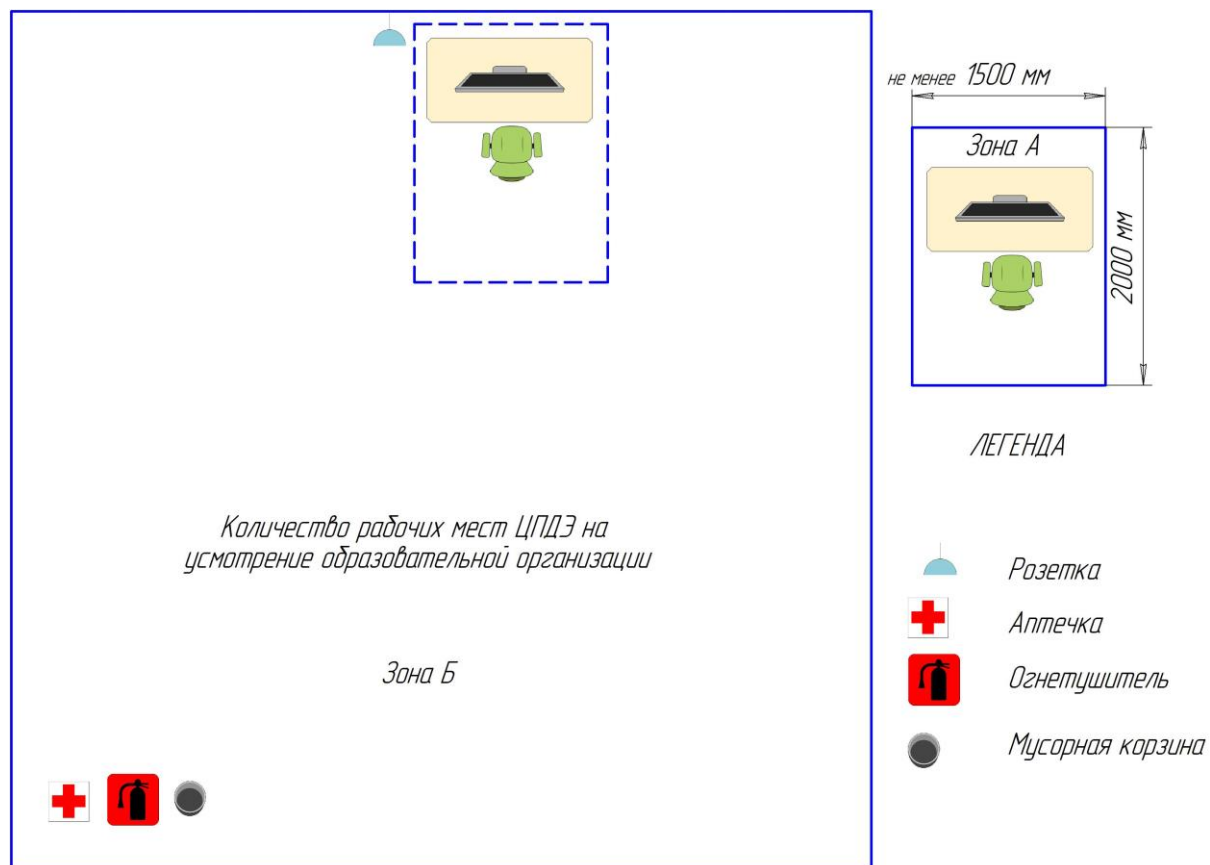 не менее 1500 мм
Зона А
2000 мм
ЛЕГЕНДА
Количество рабочих мест ЦПДЭ на
усмотрение образовательной организации
Зона Б
Розетка
Аптечка
Огнетушитель
Мусорная корзина